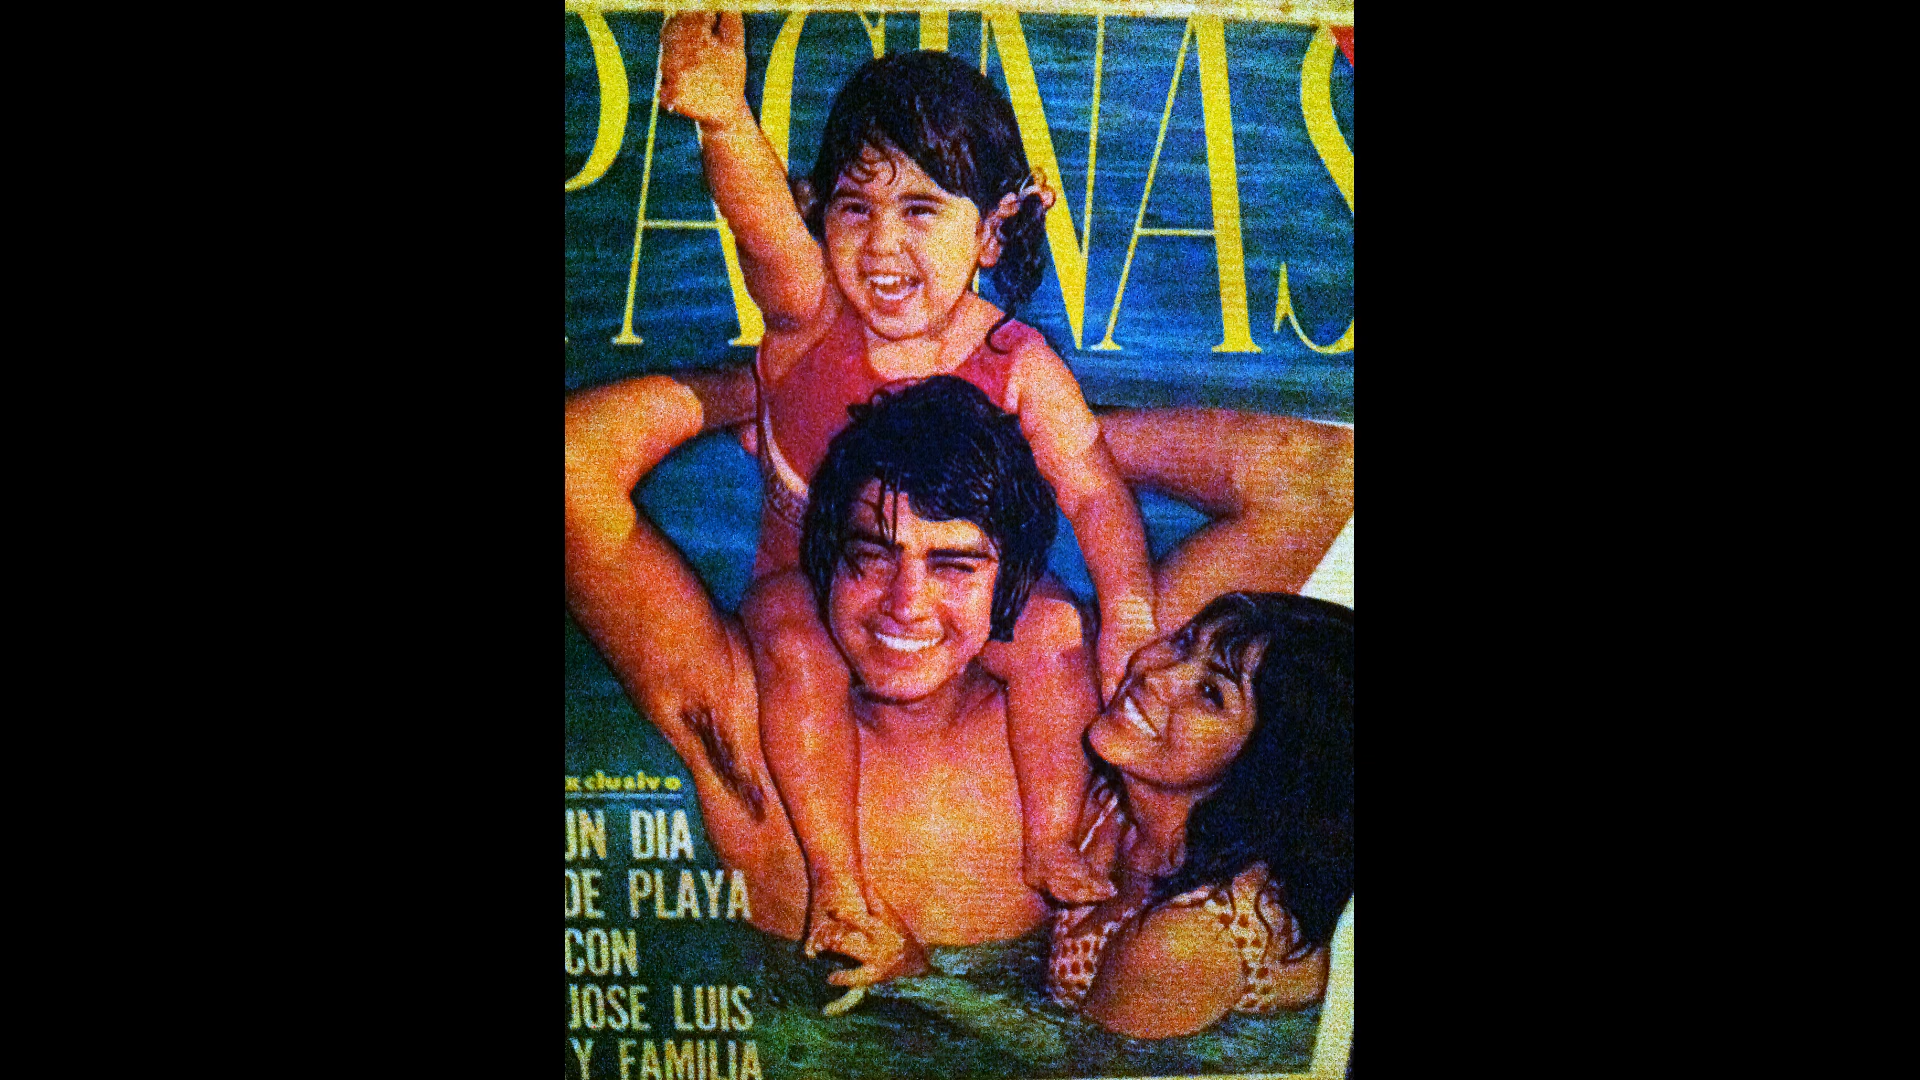 PAGINAS
xclusivo
UN DIA
DE PLAYA
CON
JOSE LUIS
Y FAMILIA